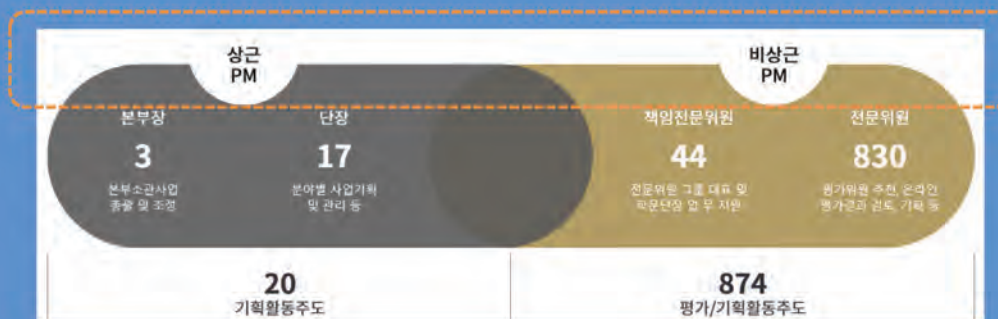 상근
PM
비상근
PM
본부장
단장
책임전문위원
전문위원
3
17
44
830
본부소관사업
총괄 및 조정
분야별 사업기획
및 관리 등
전문위원 그룹 대표 및
학문단장 업무 지원
평가위원 추천, 온라인
평가결과 검토, 기획 등
20
기획활동주도
874
평가/기획활동주도